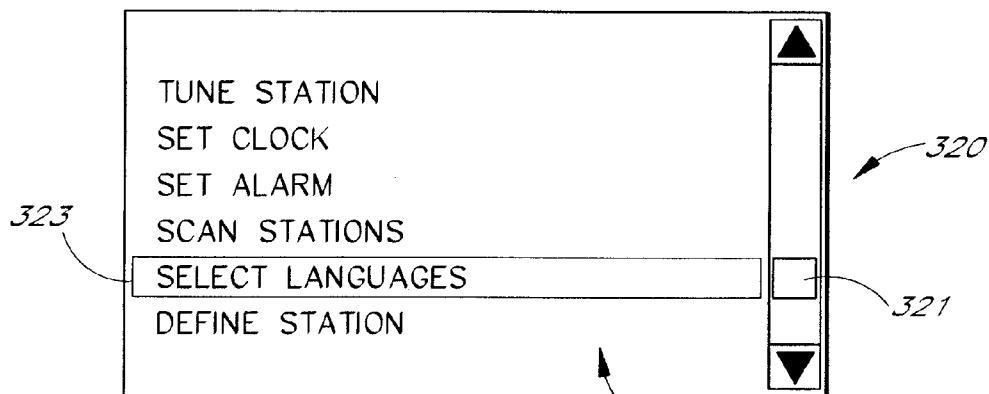 TUNE STATION
SET CLOCK
SET ALARM
SCAN STATIONS
SELECT LANGUAGES
DEFINE STATION
320
323
321